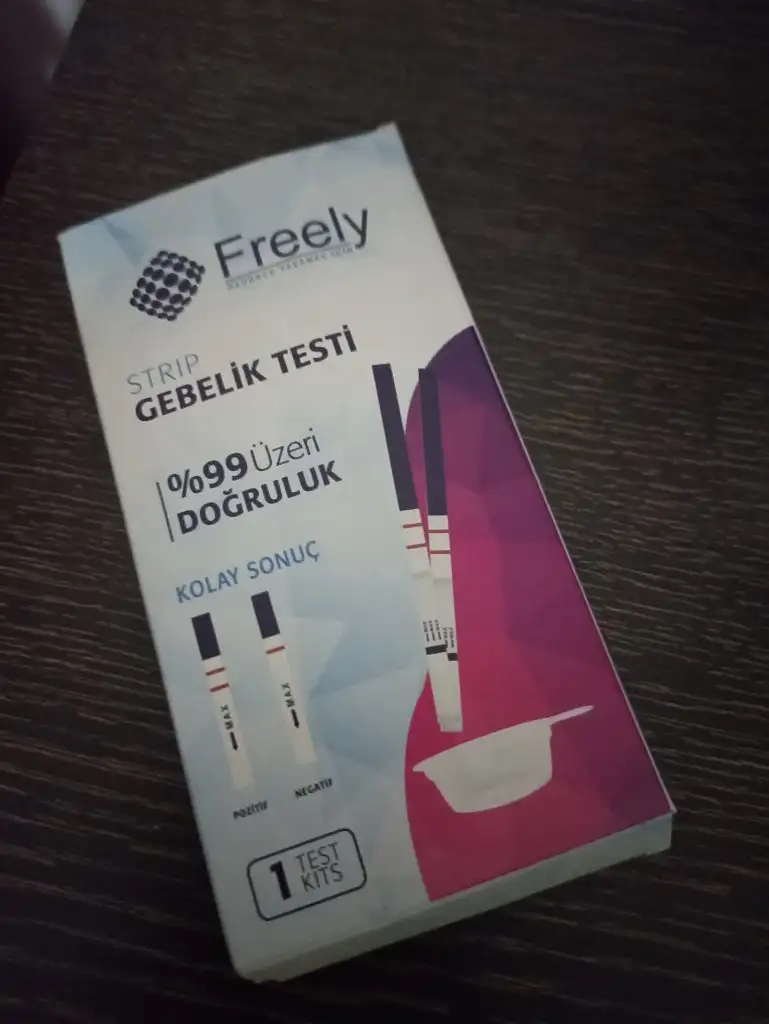 Freely
STRIP
GEBELİK TESTİ
%99 Üzeri
DOĞRULUK
KOLAY SONUÇ
MAX
MAX
POZİTİF
NEGATİF
1 TEST
KITS